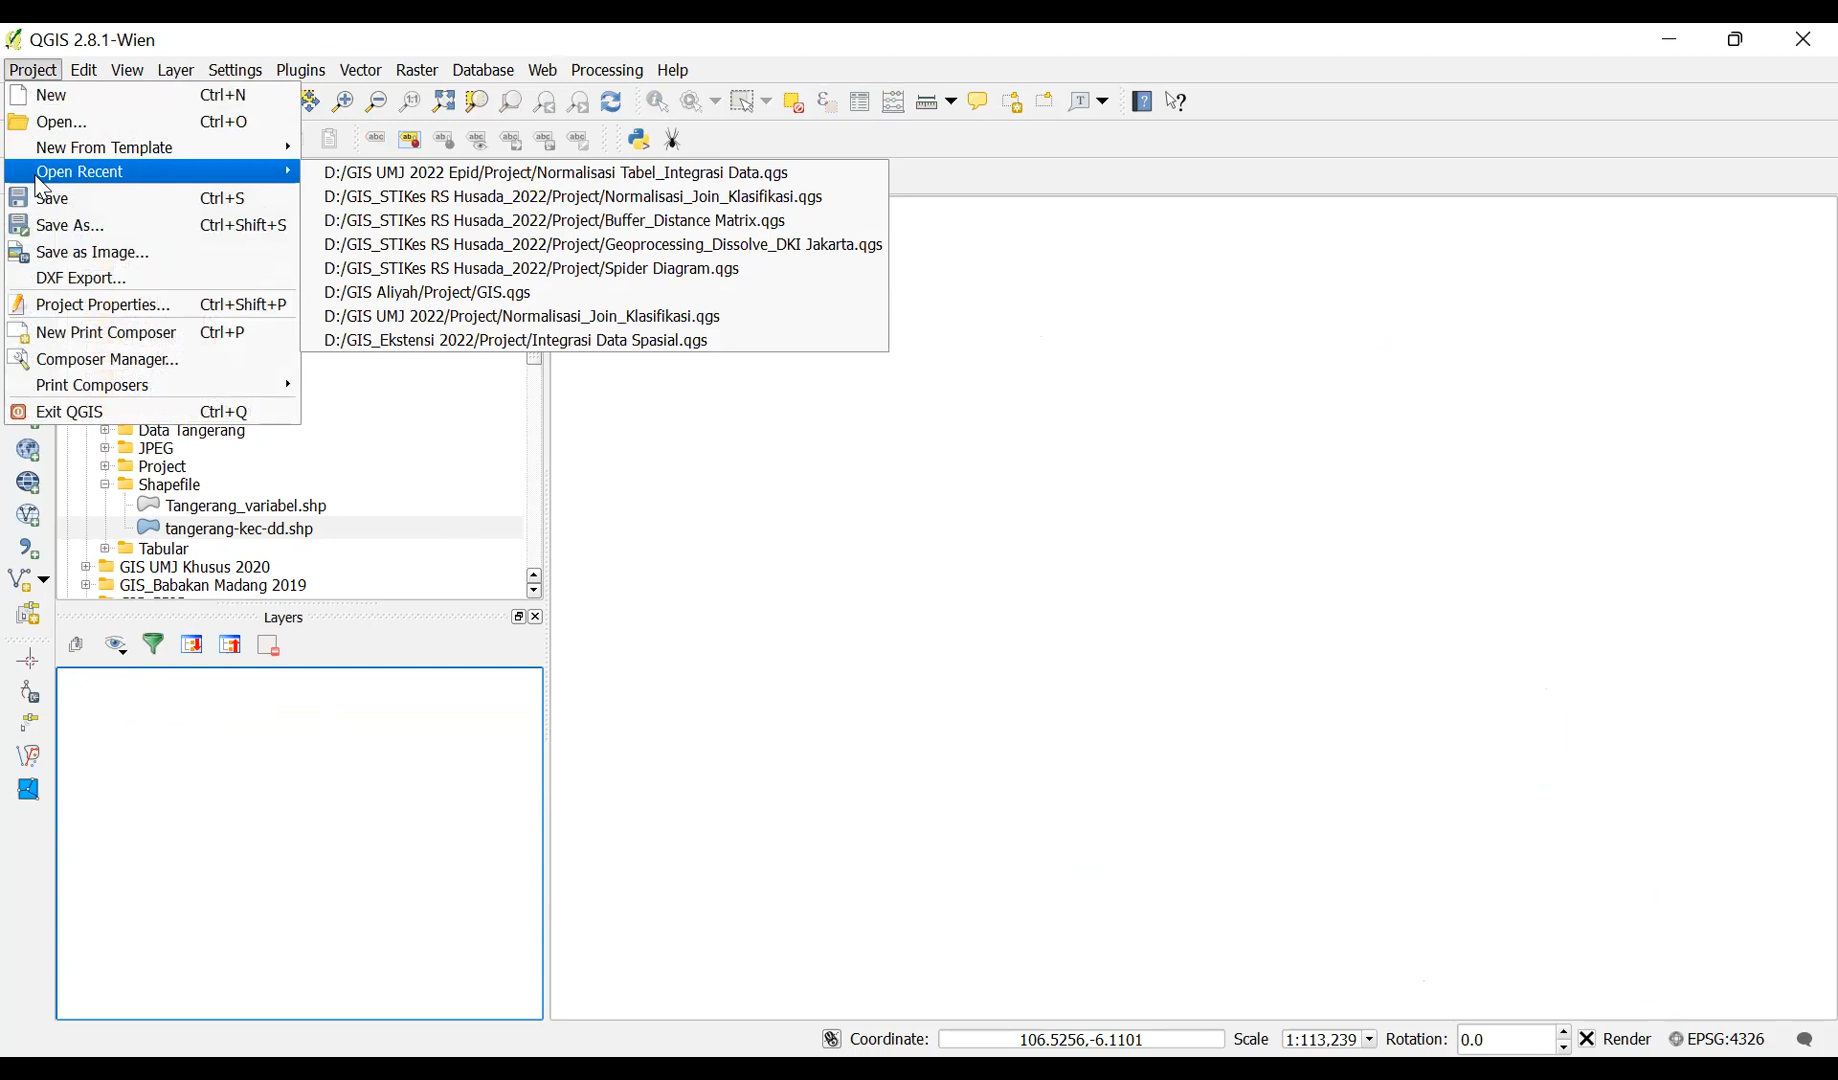 QGIS 2.8.1-Wien
Project Edit View Layer Settings Plugins Vector Raster Database Web Processing Help
New Ctrl+N
Open... Ctrl+O
New From Template
Open Recent
Save Ctrl+S
Save As... Ctrl+Shift+S
Save as Image...
DXF Export...
Project Properties... Ctrl+Shift+P
New Print Composer Ctrl+P
Composer Manager...
Print Composers
Exit QGIS Ctrl+Q
D:/GIS UMJ 2022 Epid/Project/Normalisasi Tabel_Integrasi Data.qgs
D:/GIS_STIKes RS Husada_2022/Project/Normalisasi_Join_Klasifikasi.qgs
D:/GIS_STIKes RS Husada_2022/Project/Buffer_Distance Matrix.qgs
D:/GIS_STIKes RS Husada_2022/Project/Geoprocessing_Dissolve_DKI Jakarta.qgs
D:/GIS_STIKes RS Husada_2022/Project/Spider Diagram.qgs
D:/GIS Aliyah/Project/GIS.qgs
D:/GIS UMJ 2022/Project/Normalisasi_Join_Klasifikasi.qgs
D:/GIS_Ekstensi 2022/Project/Integrasi Data Spasial.qgs
Data Tangerang
JPEG
Project
Shapefile
Tangerang_variabel.shp
tangerang-kec-dd.shp
Tabular
GIS UMJ Khusus 2020
GIS_Babakan Madang 2019
Layers
Coordinate: 106.5256,-6.1101 Scale 1:113,239 Rotation: 0.0 Render EPSG:4326